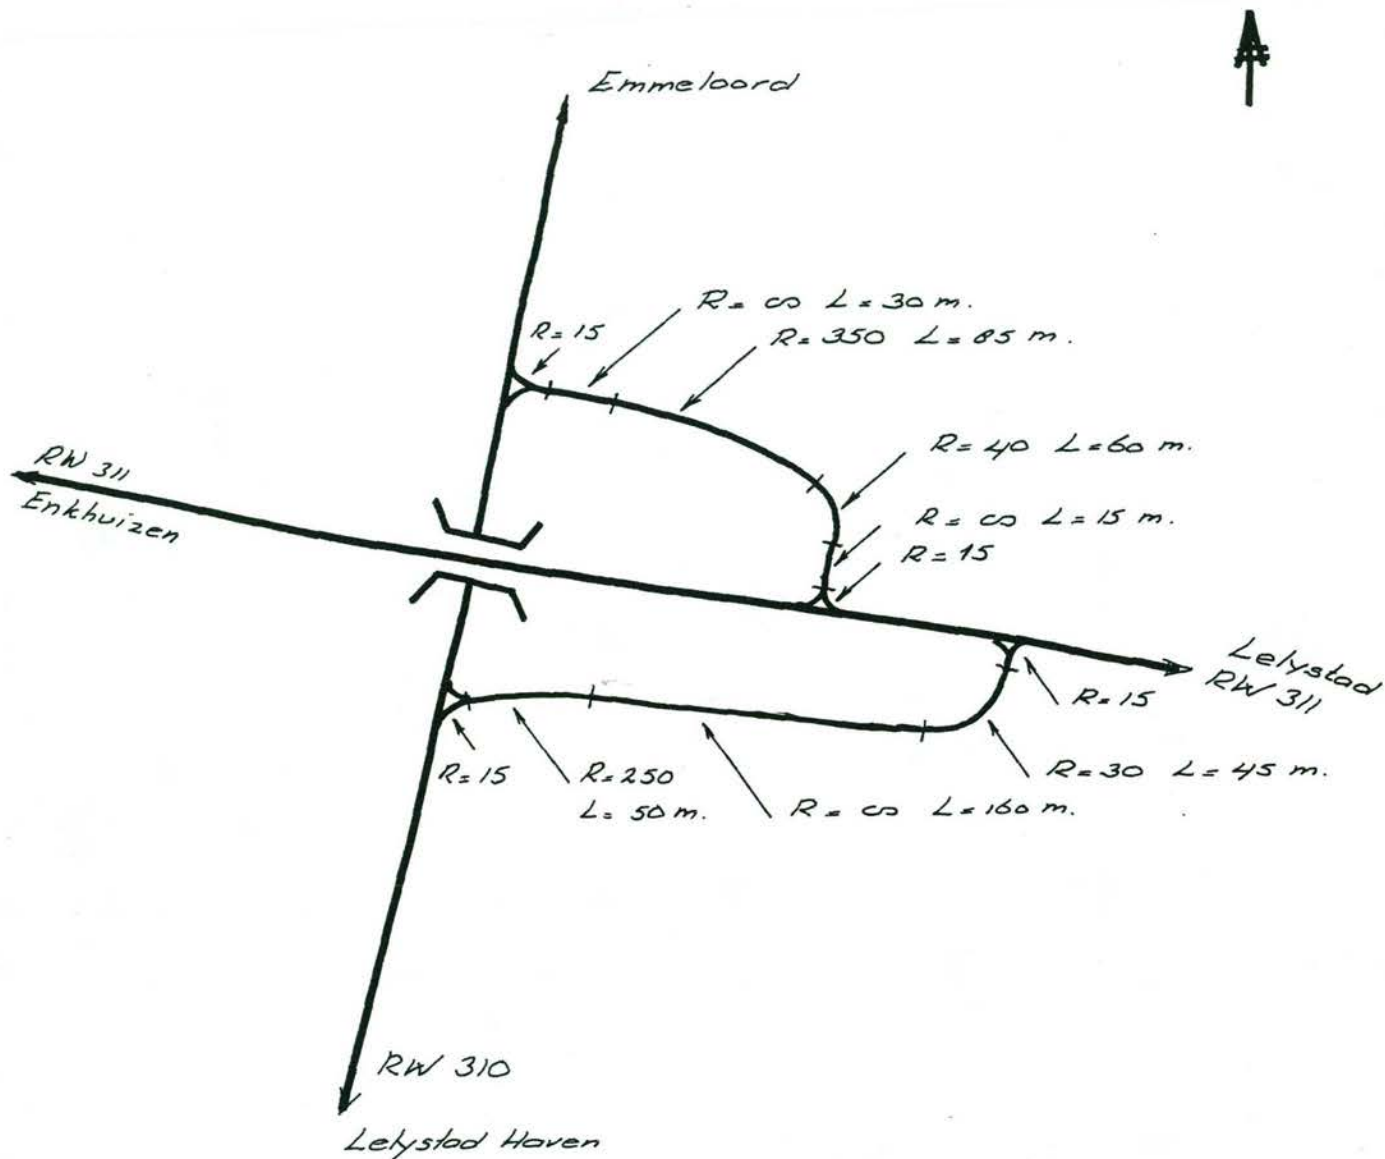 Emmeloord
R = ∞ L = 30 m.
R = 15
R = 350 L = 85 m.
R = 40 L = 60 m.
RW 311
Enkhuizen
R = ∞ L = 15 m.
R = 15
Lelystad
RW 311
R = 15
R = 15
R = 250
L = 50 m.
R = 30 L = 45 m.
R = ∞ L = 160 m.
RW 310
Lelystad Haven